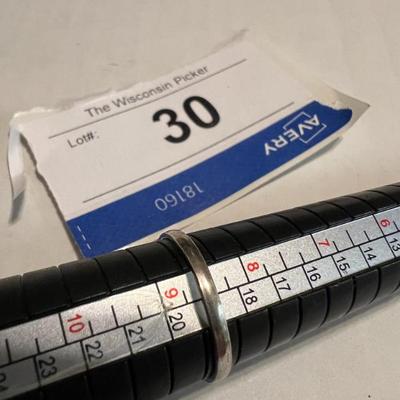 The Wisconsin Picker
Lot#: 30
AVERY
18160
10 9 8 7 6
24 23 22 21 20 18 17 16 15 14 13